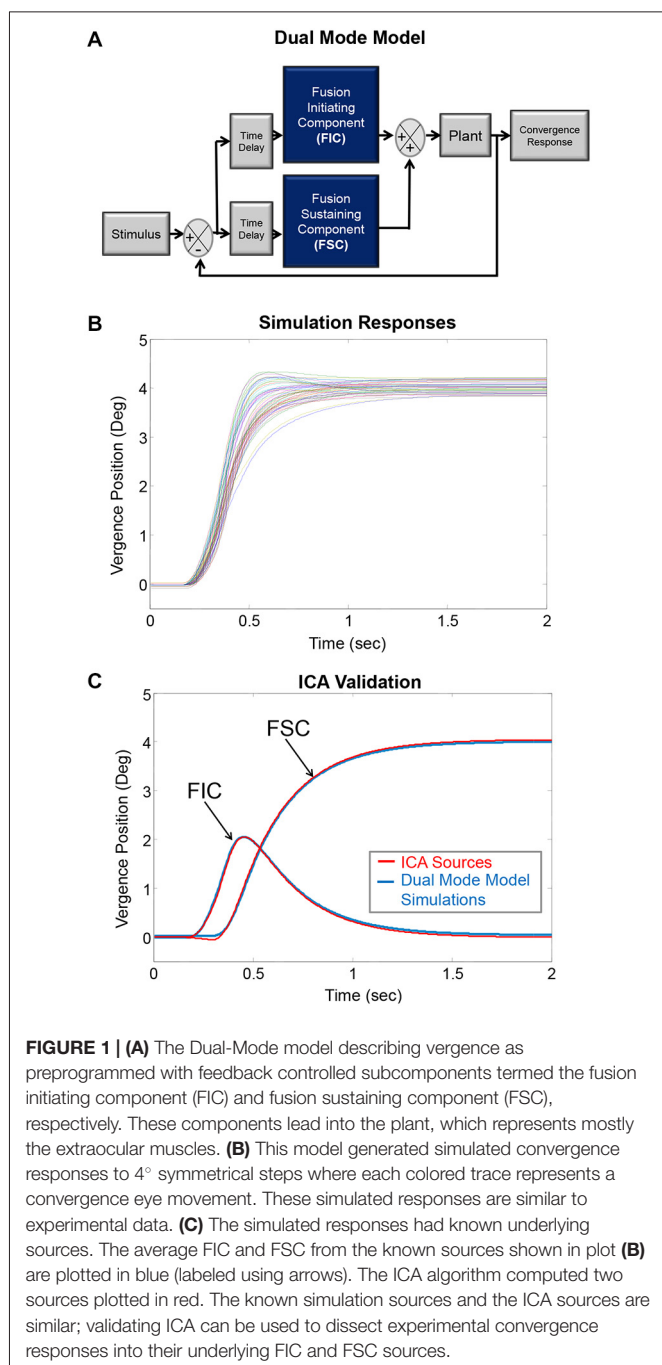 A
Dual Mode Model
Fusion
Initiating
Component
(FIC)
Time
Delay
+
+
Plant
Convergence
Response
Stimulus
+
-
Time
Delay
Fusion
Sustaining
Component
(FSC)
B
Simulation Responses
Vergence Position (Deg)
5
4
3
2
1
0
0
0.5
1
1.5
2
Time (sec)
C
ICA Validation
Vergence Position (Deg)
5
4
3
2
1
0
FSC
FIC
ICA Sources
Dual Mode Model
Simulations
0
0.5
1
1.5
2
Time (sec)
FIGURE 1 | (A) The Dual-Mode model describing vergence as
preprogrammed with feedback controlled subcomponents termed the fusion
initiating component (FIC) and fusion sustaining component (FSC),
respectively. These components lead into the plant, which represents mostly
the extraocular muscles. (B) This model generated simulated convergence
responses to 4° symmetrical steps where each colored trace represents a
convergence eye movement. These simulated responses are similar to
experimental data. (C) The simulated responses had known underlying
sources. The average FIC and FSC from the known sources shown in plot (B)
are plotted in blue (labeled using arrows). The ICA algorithm computed two
sources plotted in red. The known simulation sources and the ICA sources are
similar; validating ICA can be used to dissect experimental convergence
responses into their underlying FIC and FSC sources.